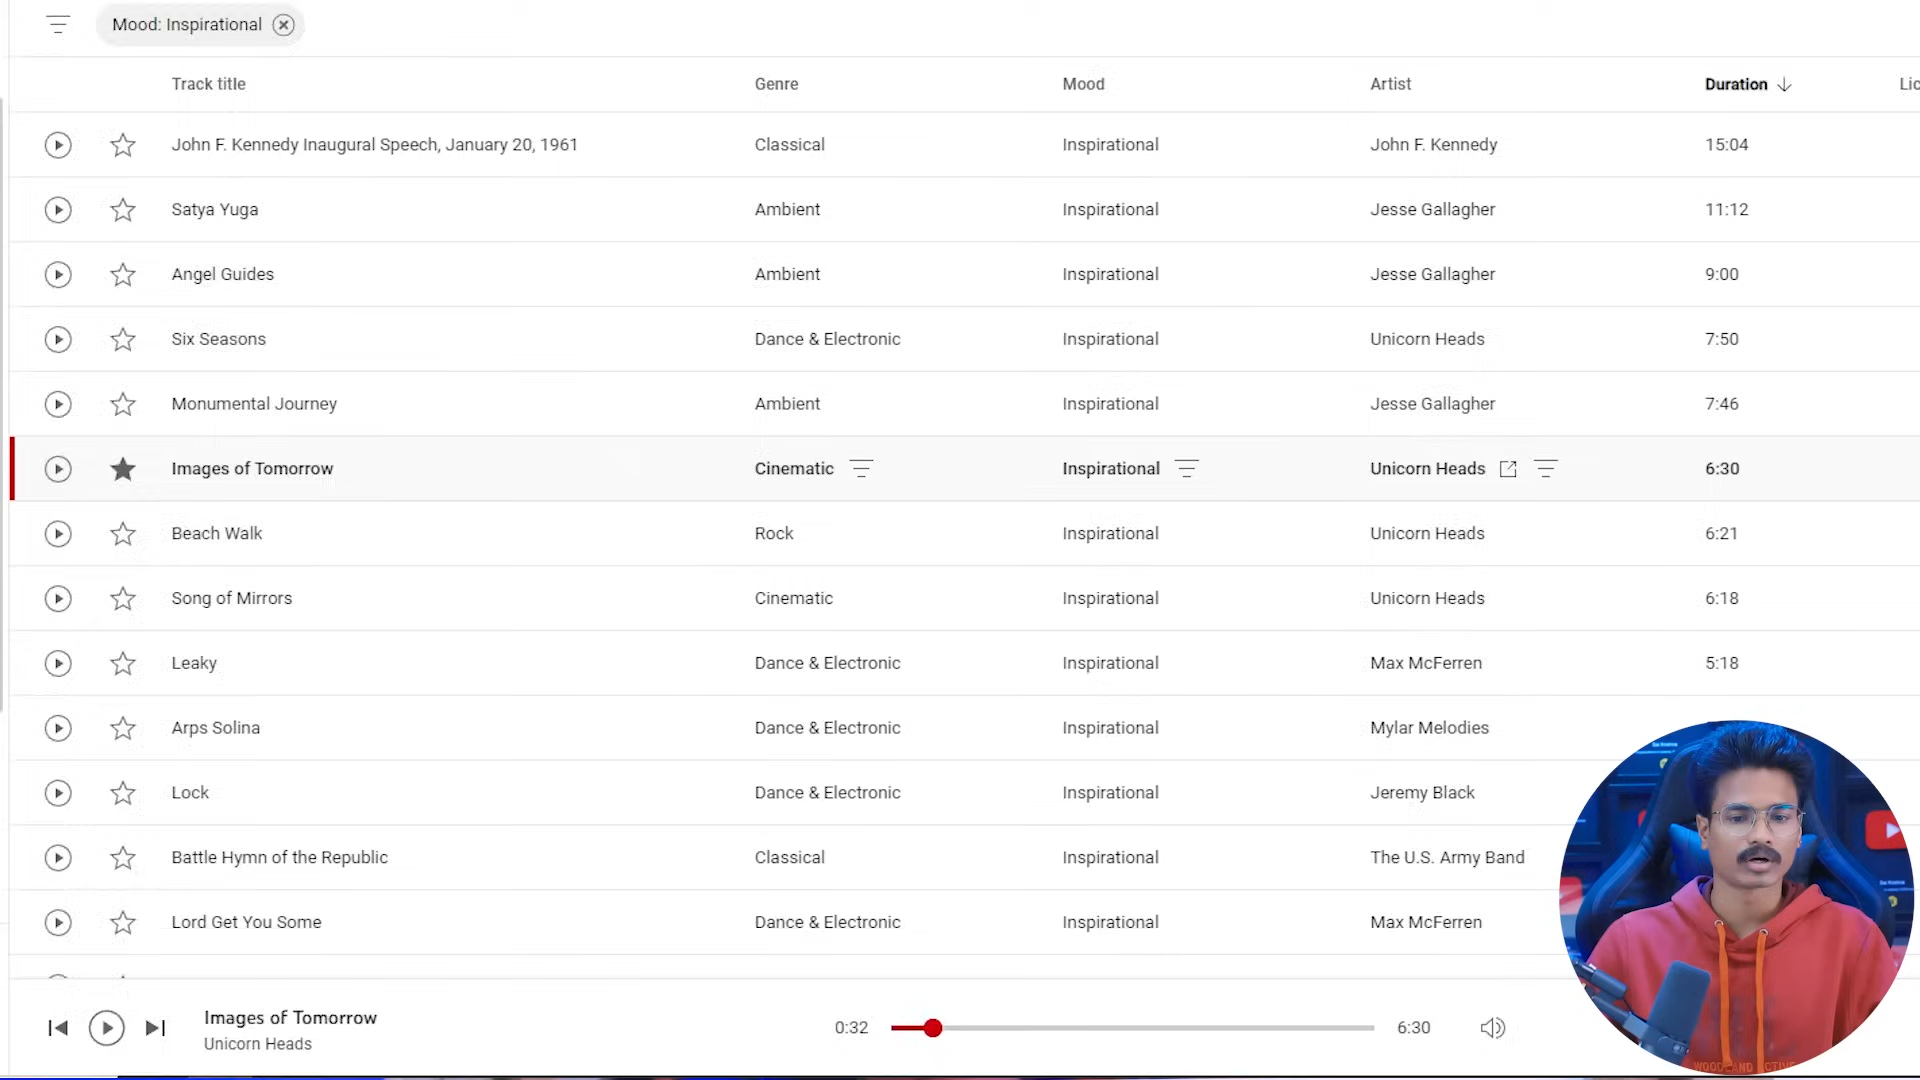 Mood: Inspirational
Track title Genre Mood Artist Duration Lic
John F. Kennedy Inaugural Speech, January 20, 1961 Classical Inspirational John F. Kennedy 15:04
Satya Yuga Ambient Inspirational Jesse Gallagher 11:12
Angel Guides Ambient Inspirational Jesse Gallagher 9:00
Six Seasons Dance & Electronic Inspirational Unicorn Heads 7:50
Monumental Journey Ambient Inspirational Jesse Gallagher 7:46
Images of Tomorrow Cinematic Inspirational Unicorn Heads 6:30
Beach Walk Rock Inspirational Unicorn Heads 6:21
Song of Mirrors Cinematic Inspirational Unicorn Heads 6:18
Leaky Dance & Electronic Inspirational Max McFerren 5:18
Arps Solina Dance & Electronic Inspirational Mylar Melodies
Lock Dance & Electronic Inspirational Jeremy Black
Battle Hymn of the Republic Classical Inspirational The U.S. Army Band
Lord Get You Some Dance & Electronic Inspirational Max McFerren
Images of Tomorrow
Unicorn Heads
0:32 6:30